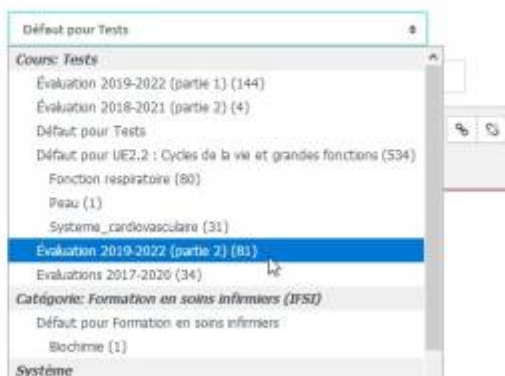 Défaut pour Tests
Cours: Tests
Évaluation 2019-2022 (partie 1) (144)
Évaluation 2018-2021 (partie 2) (4)
Défaut pour Tests
Défaut pour UE2.2 : Cycles de la vie et grandes fonctions (534)
Fonction respiratoire (80)
Peau (1)
Systeme_cardiovasculaire (31)
Évaluation 2019-2022 (partie 2) (81)
Evaluations 2017-2020 (34)
Catégorie: Formation en soins infirmiers (IFSI)
Défaut pour Formation en soins infirmiers
Biochimie (1)
Système